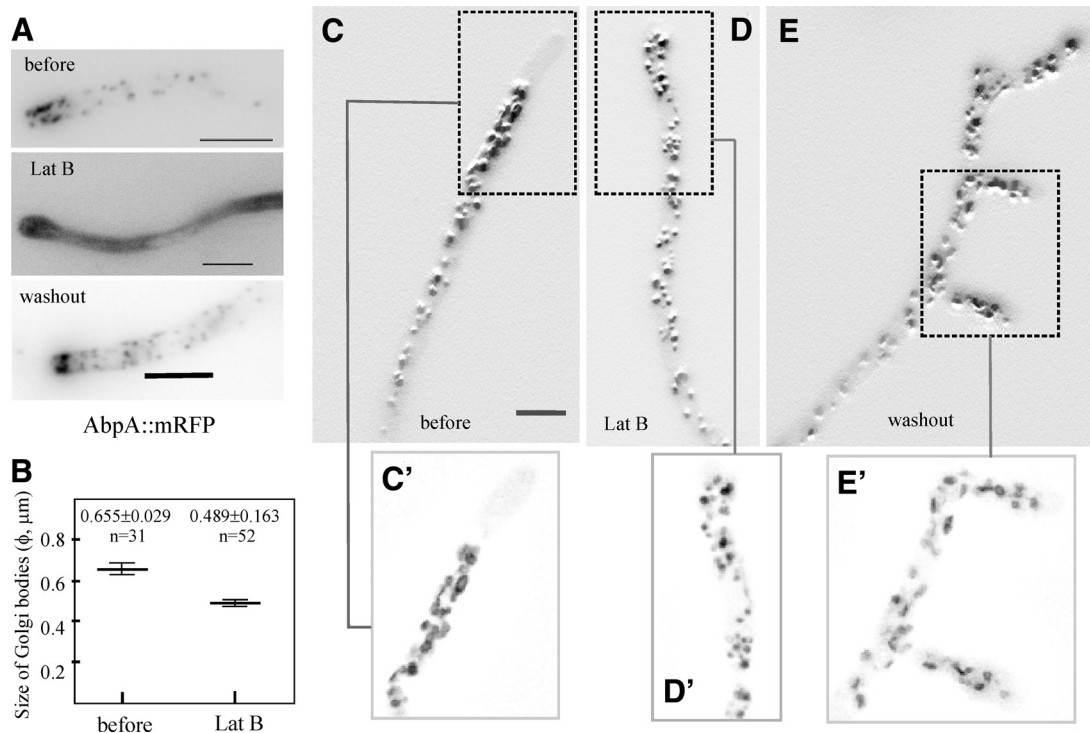 A
before
Lat B
washout
AbpA::mRFP
B
Size of Golgi bodies (ϕ, μm)
0.655±0.029
n=31
0.489±0.163
n=52
0.8
0.6
0.4
0.2
before
Lat B
C
before
D
Lat B
E
washout
C'
D'
E'